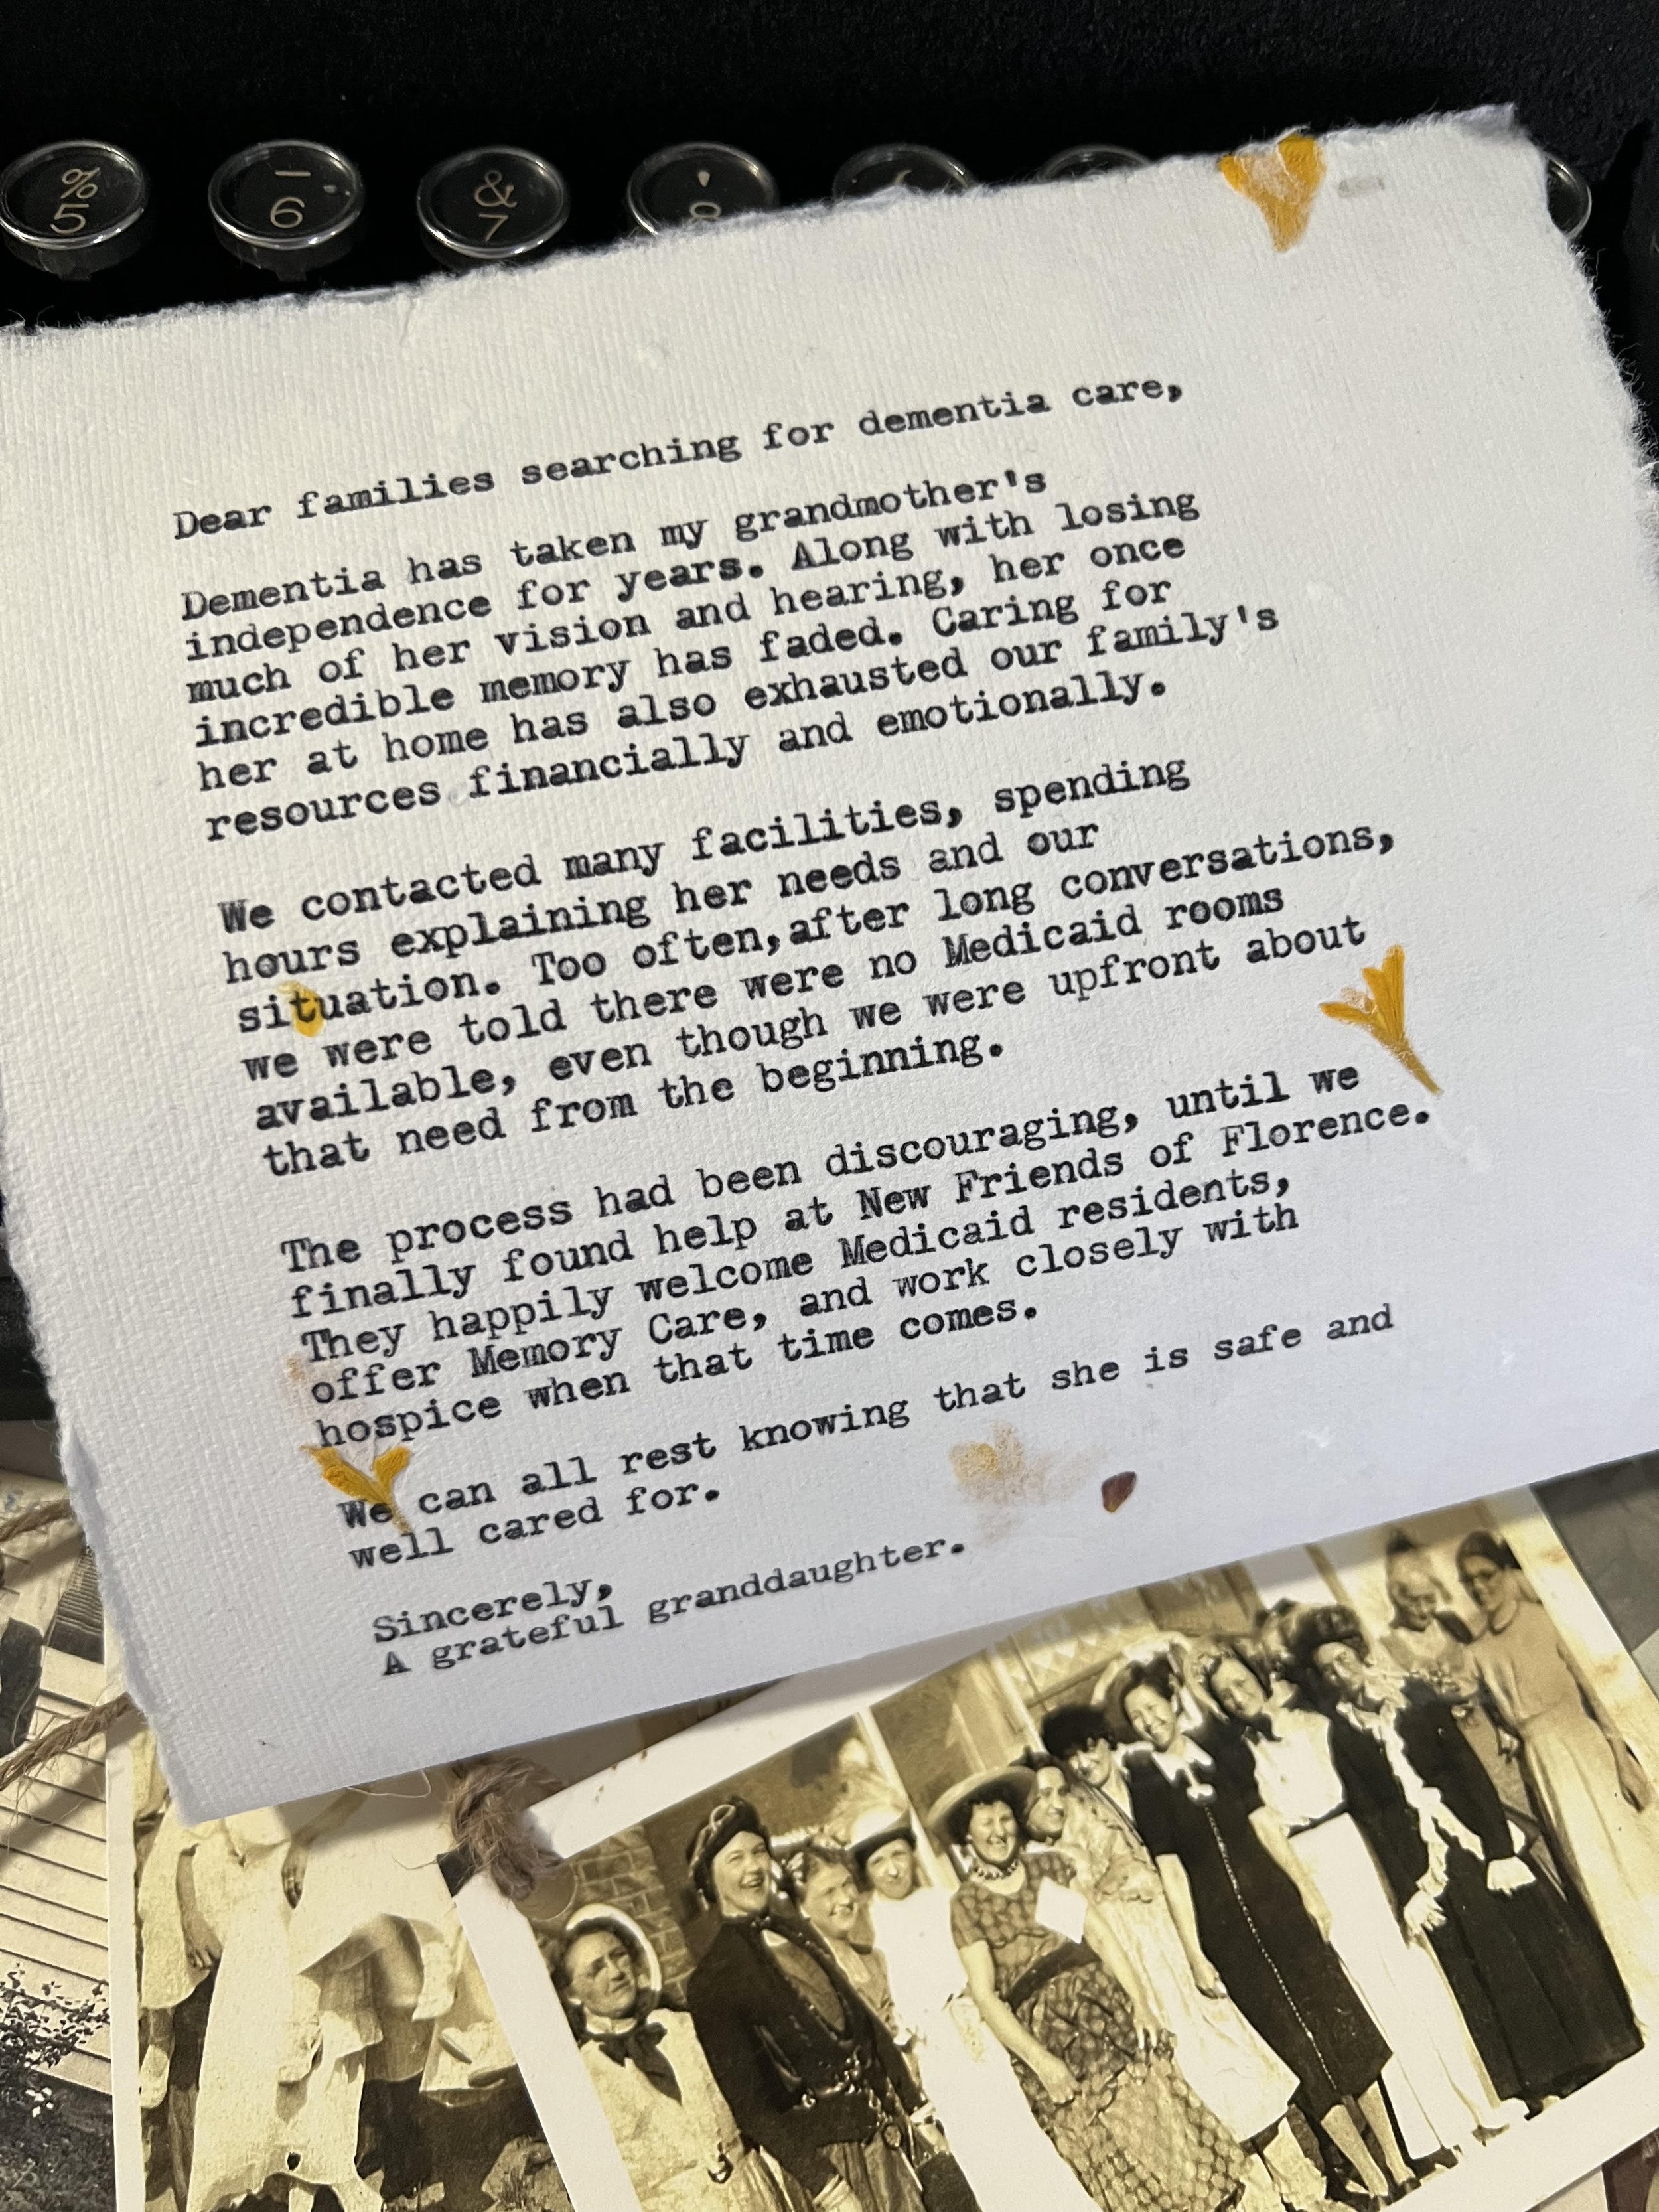 %
5
-
6
&
7
'
8
Dear families searching for dementia care,
Dementia has taken my grandmother's
independence for years. Along with losing
much of her vision and hearing, her once
incredible memory has faded. Caring for
her at home has also exhausted our family's
resources financially and emotionally.
We contacted many facilities, spending
hours explaining her needs and our
situation. Too often,after long conversations,
we were told there were no Medicaid rooms
available, even though we were upfront about
that need from the beginning.
The process had been discouraging, until we
finally found help at New Friends of Florence.
They happily welcome Medicaid residents,
offer Memory Care, and work closely with
hospice when that time comes.
We can all rest knowing that she is safe and
well cared for.
Sincerely,
A grateful granddaughter.